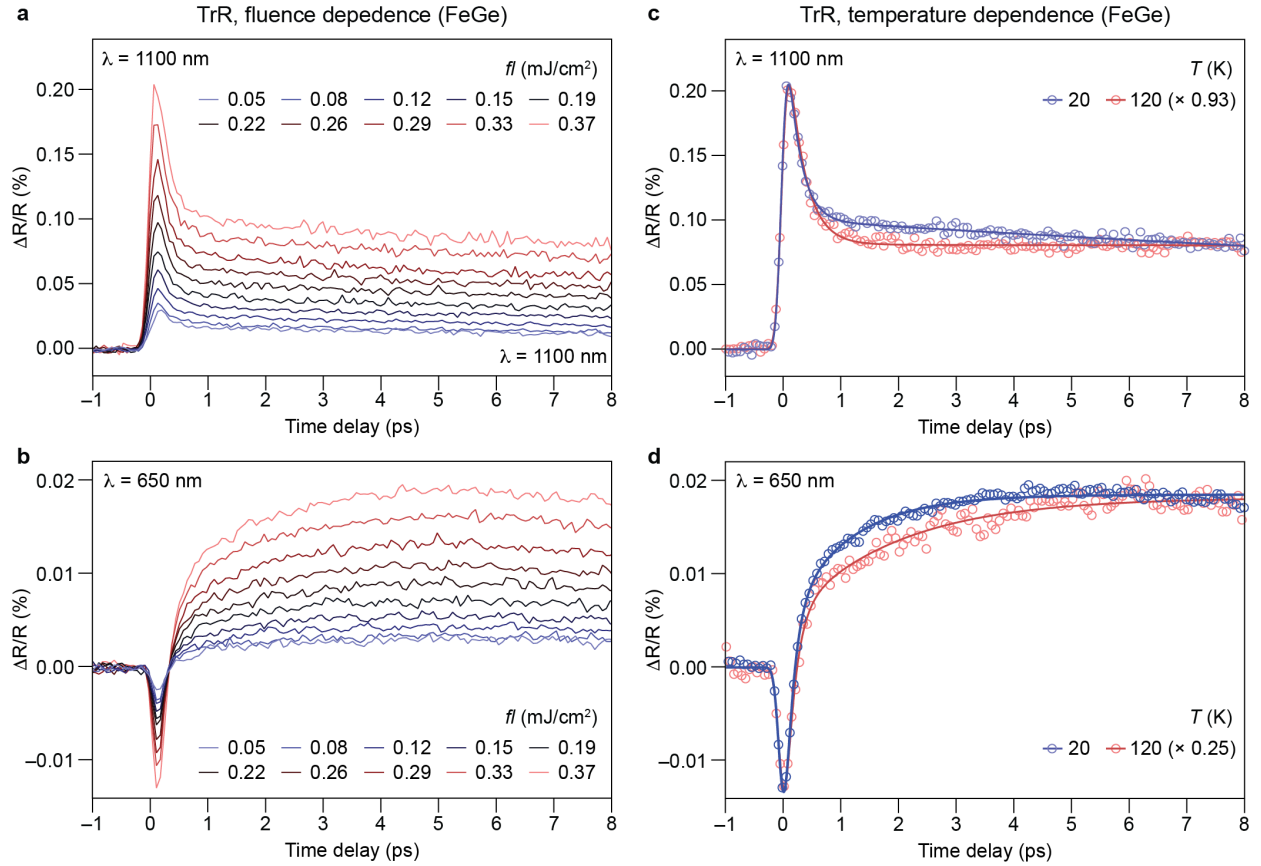 a TrR, fluence depedence (FeGe)
λ = 1100 nm
fl (mJ/cm²)
0.05 0.08 0.12 0.15 0.19
0.22 0.26 0.29 0.33 0.37
0.20
0.15
0.10
0.05
0.00
ΔR/R (%)
λ = 1100 nm
–1 0 1 2 3 4 5 6 7 8
Time delay (ps)
b
λ = 650 nm
0.02
0.01
0.00
–0.01
ΔR/R (%)
fl (mJ/cm²)
0.05 0.08 0.12 0.15 0.19
0.22 0.26 0.29 0.33 0.37
–1 0 1 2 3 4 5 6 7 8
Time delay (ps)
c TrR, temperature dependence (FeGe)
λ = 1100 nm
T (K)
20 120 (× 0.93)
0.20
0.15
0.10
0.05
0.00
ΔR/R (%)
–1 0 1 2 3 4 5 6 7 8
Time delay (ps)
d
λ = 650 nm
0.02
0.01
0.00
–0.01
ΔR/R (%)
T (K)
20 120 (× 0.25)
–1 0 1 2 3 4 5 6 7 8
Time delay (ps)